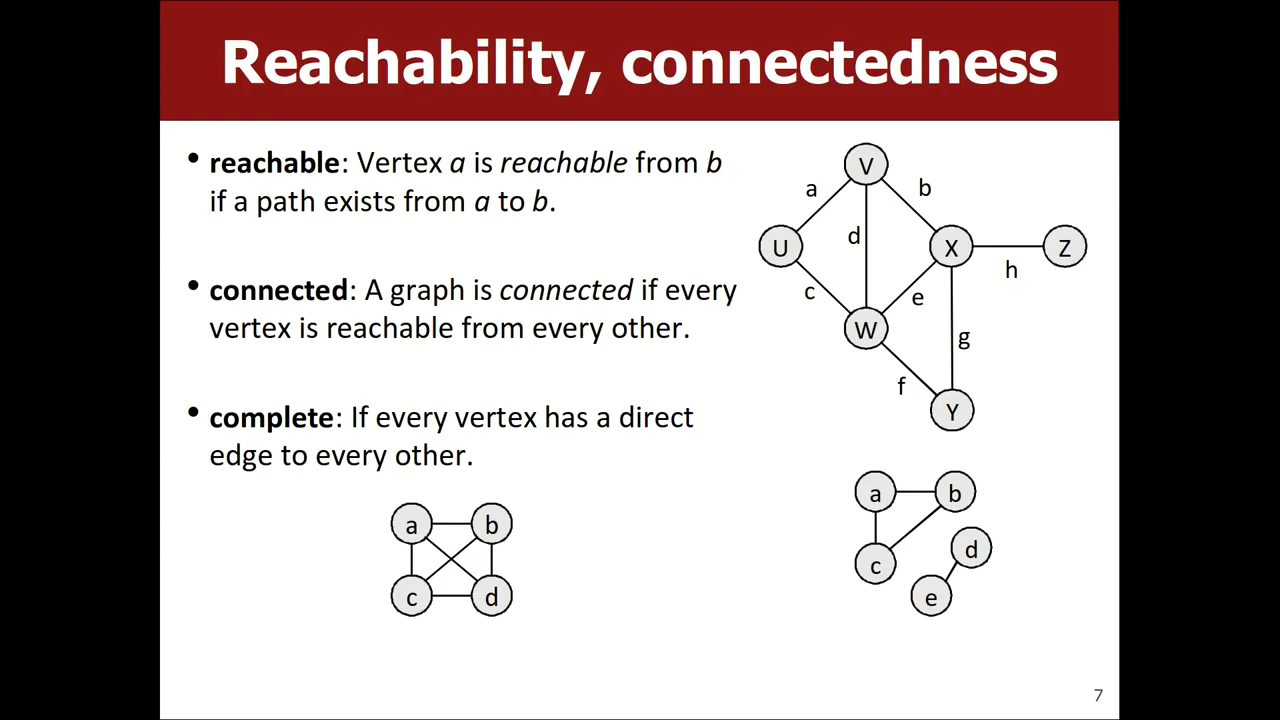 Reachability, connectedness
• reachable: Vertex a is reachable from b
if a path exists from a to b.
• connected: A graph is connected if every
vertex is reachable from every other.
• complete: If every vertex has a direct
edge to every other.
a b
c d
V
a b
U d X Z
h
c e
W
g
f
Y
a b
d
c
e
7